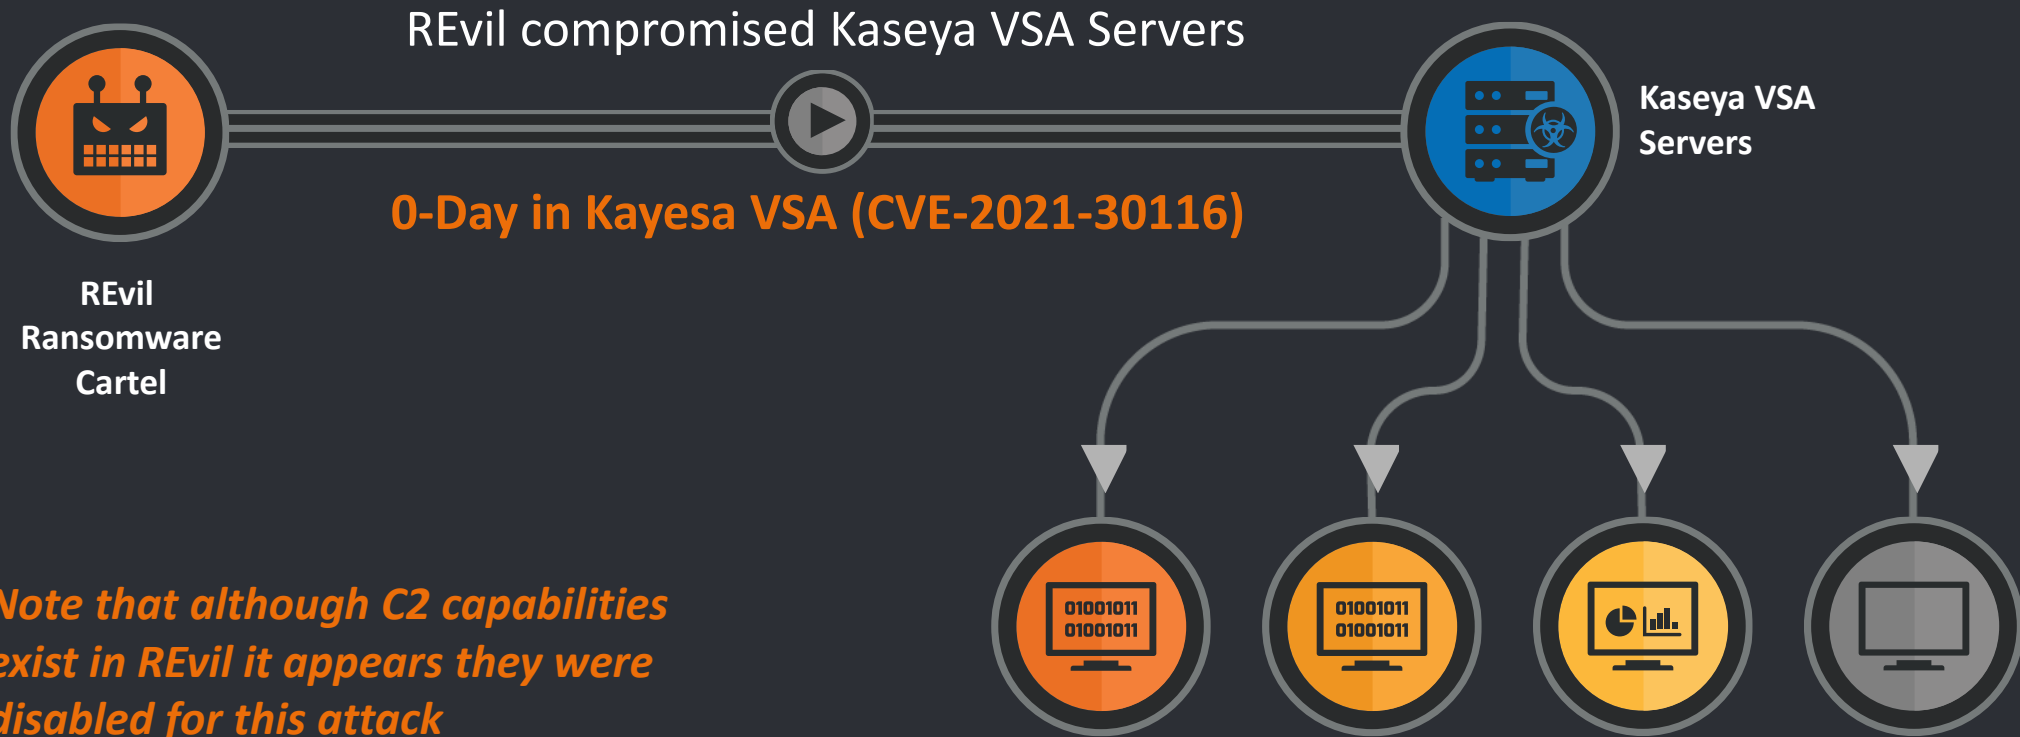 REvil compromised Kaseya VSA Servers
Kaseya VSA
Servers
0-Day in Kayesa VSA (CVE-2021-30116)
REvil
Ransomware
Cartel
Note that although C2 capabilities
exist in REvil it appears they were
disabled for this attack
01001011
01001011
01001011
01001011